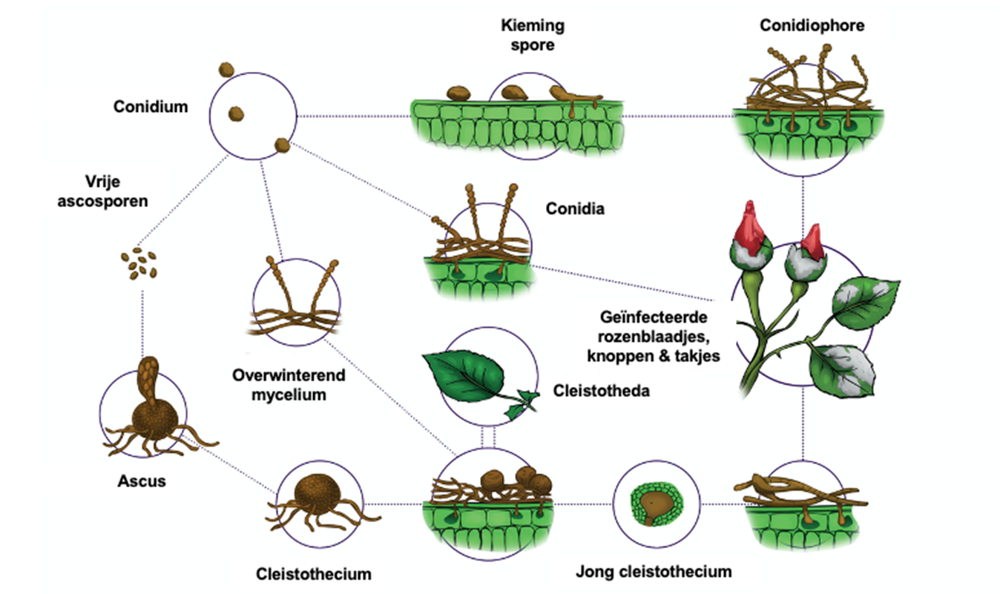 Kieming
spore
Conidiophore
Conidium
Vrije
ascosporen
Conidia
Geïnfecteerde
rozenblaadjes,
knoppen & takjes
Overwinterend
mycelium
Cleistotheda
Ascus
Cleistothecium
Jong cleistothecium